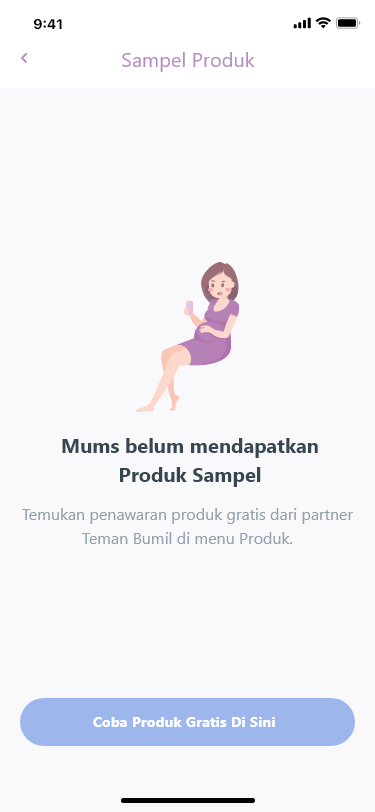 9:41
Sampel Produk
Mums belum mendapatkan
Produk Sampel
Temukan penawaran produk gratis dari partner
Teman Bumil di menu Produk.
Coba Produk Gratis Di Sini